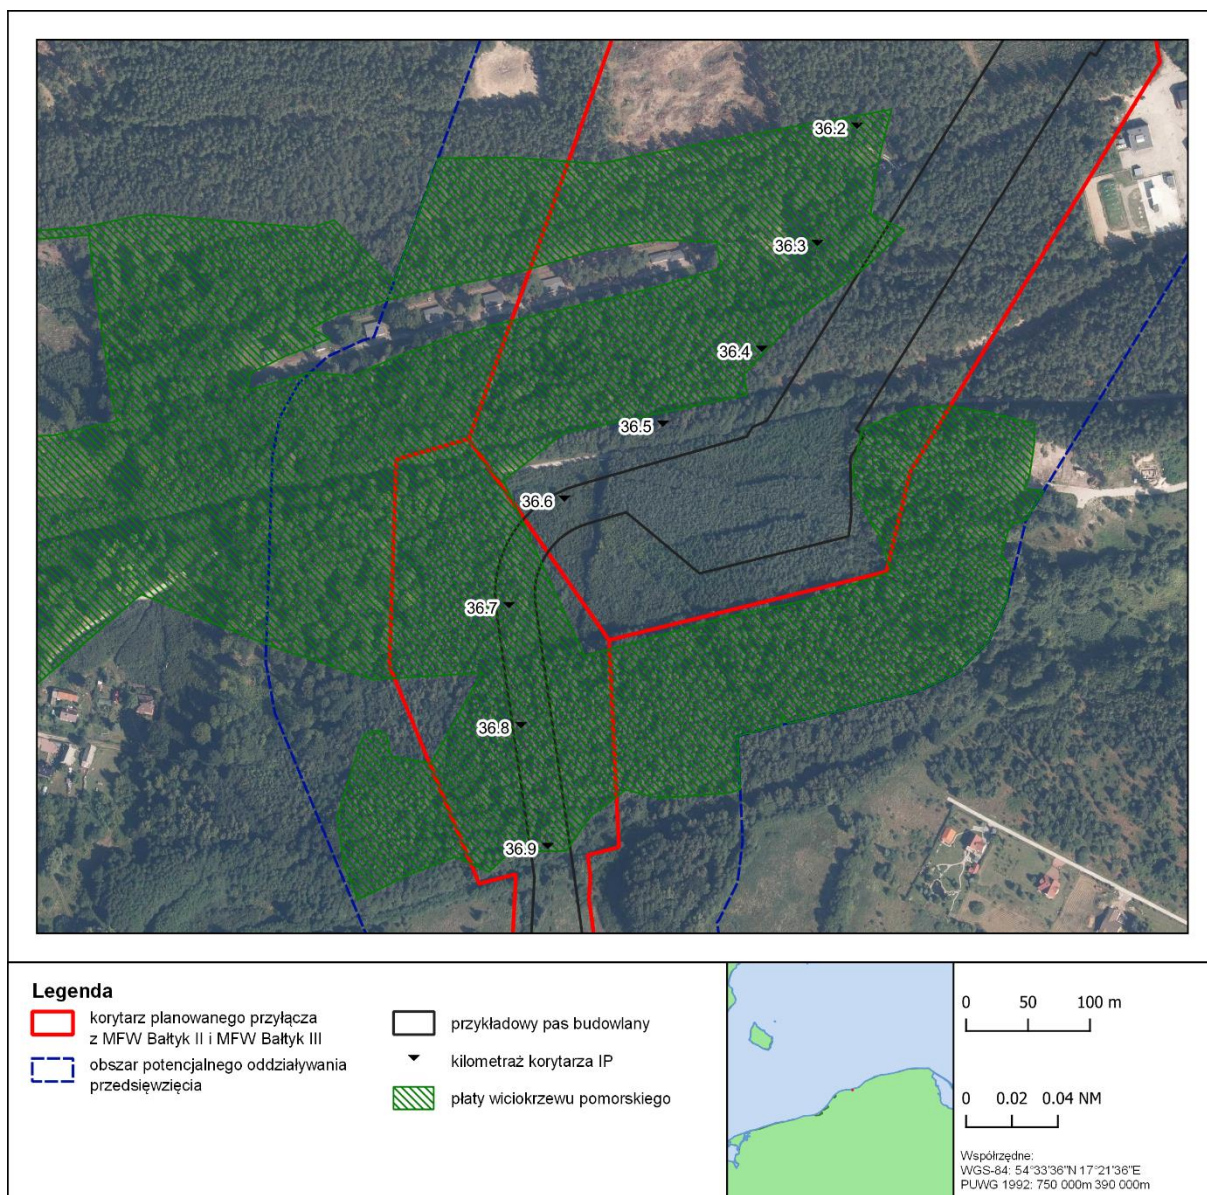 36.2
36.3
36.4
36.5
36.6
36.7
36.8
36.9
Legenda
korytarz planowanego przyłącza
z MFW Bałtyk II i MFW Bałtyk III
obszar potencjalnego oddziaływania
przedsięwzięcia
przykładowy pas budowlany
kilometraż korytarza IP
płaty wiciokrzewu pomorskiego
0 50 100 m
0 0.02 0.04 NM
Współrzędne:
WGS-84: 54°33'36"N 17°21'36"E
PUWG 1992: 750 000m 390 000m